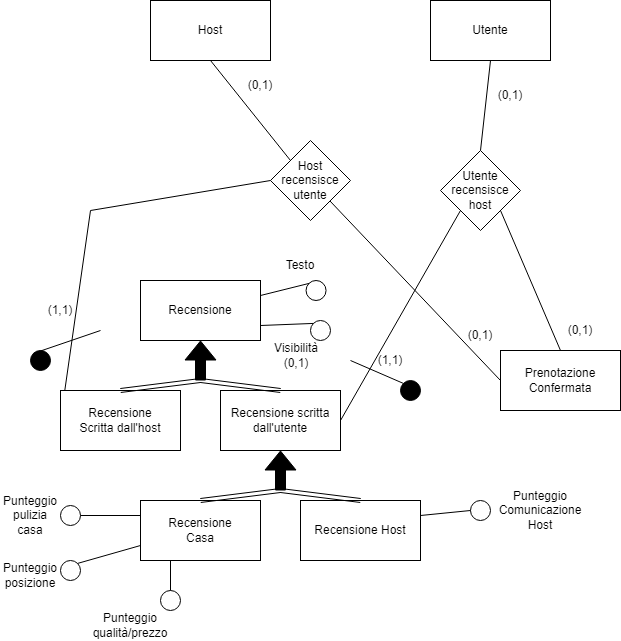 Host
Utente
(0,1)
(0,1)
Host
recensisce
utente
Utente
recensisce
host
Testo
Recensione
(1,1)
Visibilità
(0,1)
(0,1)
(0,1)
(1,1)
Prenotazione
Confermata
Recensione
Scritta dall'host
Recensione scritta
dall'utente
Punteggio
pulizia
casa
Recensione
Casa
Recensione Host
Punteggio
Comunicazione
Host
Punteggio
posizione
Punteggio
qualità/prezzo